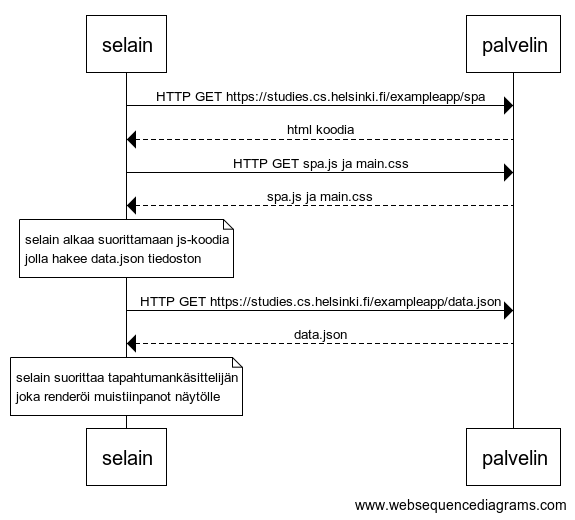 selain
palvelin
HTTP GET https://studies.cs.helsinki.fi/exampleapp/spa
html koodia
HTTP GET spa.js ja main.css
spa.js ja main.css
selain alkaa suorittamaan js-koodia
jolla hakee data.json tiedoston
HTTP GET https://studies.cs.helsinki.fi/exampleapp/data.json
data.json
selain suorittaa tapahtumankäsittelijän
joka renderöi muistiinpanot näytölle
selain
palvelin
www.websequencediagrams.com